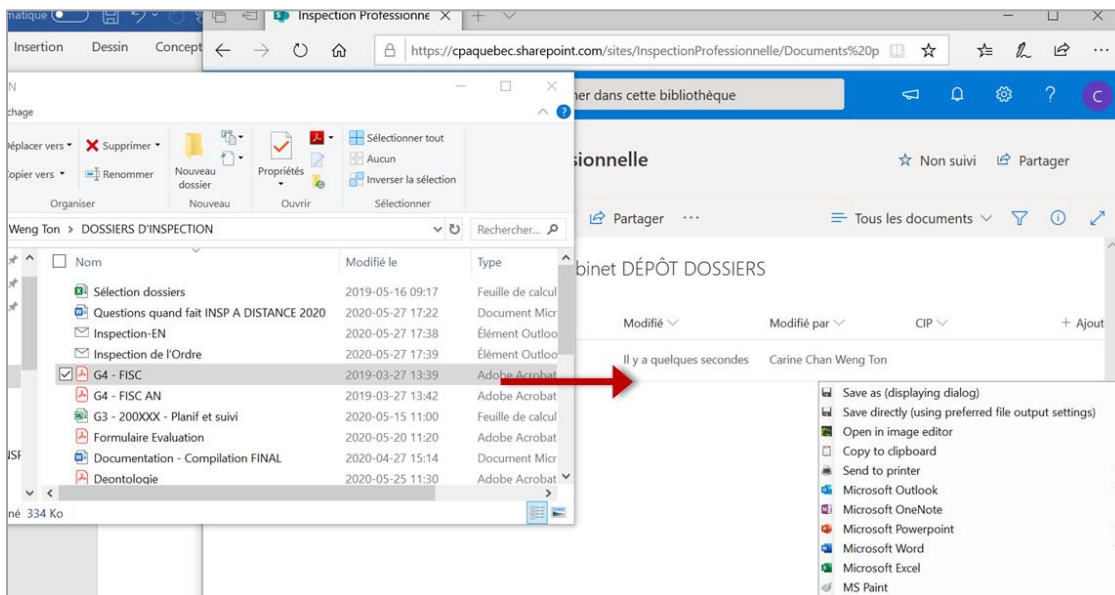 matique
Inspection Professionne
Insertion Dessin Concept
https://cpaquebec.sharepoint.com/sites/InspectionProfessionnelle/Documents%20p
N
her dans cette bibliothèque
C
chage
Déplacer vers Supprimer
Copier vers Renommer
Nouveau dossier
Propriétés
Sélectionner tout
Aucun
Inverser la sélection
Organiser Nouveau Ouvrir Sélectionner
sionnelle
Non suivi Partager
Partager ··· Tous les documents
Weng Ton > DOSSIERS D'INSPECTION Rechercher...
Nom Modifié le Type
binet DÉPÔT DOSSIERS
Sélection dossiers 2019-05-16 09:17 Feuille de calcul
Questions quand fait INSP A DISTANCE 2020 2020-05-27 17:22 Document Micr
Inspection-EN 2020-05-27 17:38 Élément Outloo
Inspection de l'Ordre 2020-05-27 17:39 Élément Outloo
G4 - FISC 2019-03-27 13:39 Adobe Acrobat
G4 - FISC AN 2019-03-27 13:42 Adobe Acrobat
G3 - 200XXX - Planif et suivi 2020-05-15 11:00 Feuille de calcul
Formulaire Evaluation 2020-05-20 11:20 Adobe Acrobat
Documentation - Compilation FINAL 2020-04-27 15:14 Document Micr
Deontologie 2020-05-25 11:30 Adobe Acrobat
né 334 Ko
Modifié Modifié par CIP + Ajout
Il y a quelques secondes Carine Chan Weng Ton
Save as (displaying dialog)
Save directly (using preferred file output settings)
Open in image editor
Copy to clipboard
Send to printer
Microsoft Outlook
Microsoft OneNote
Microsoft Powerpoint
Microsoft Word
Microsoft Excel
MS Paint